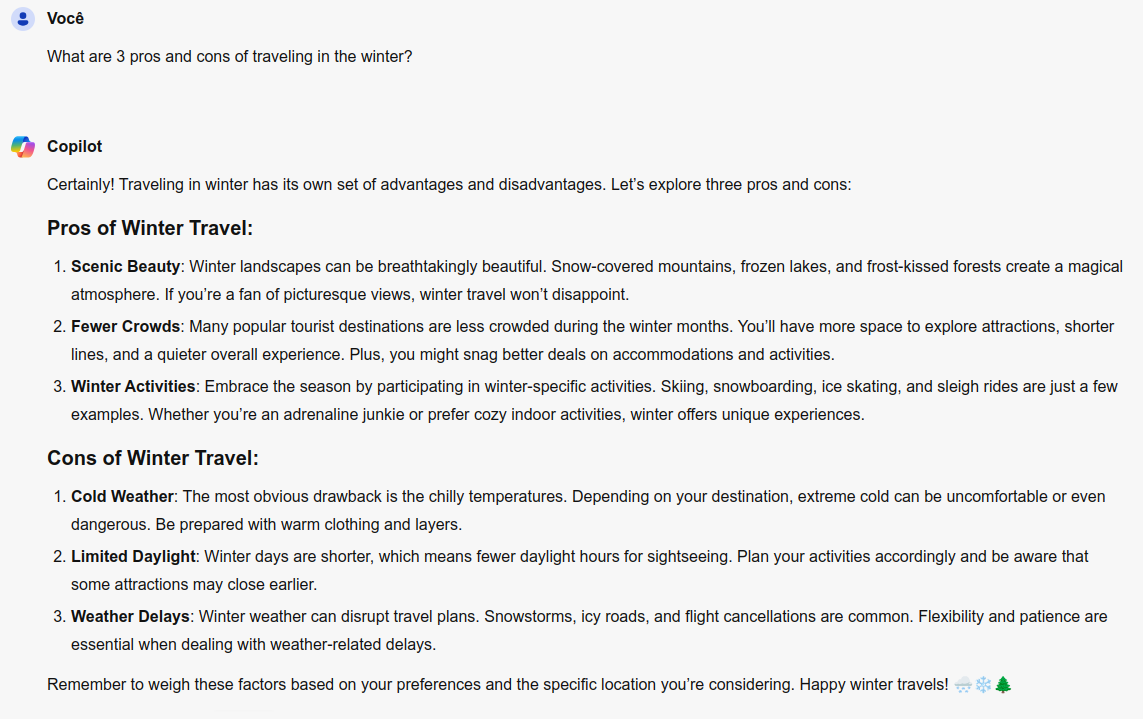 Você
What are 3 pros and cons of traveling in the winter?
Copilot
Certainly! Traveling in winter has its own set of advantages and disadvantages. Let’s explore three pros and cons:
Pros of Winter Travel:
1. Scenic Beauty: Winter landscapes can be breathtakingly beautiful. Snow-covered mountains, frozen lakes, and frost-kissed forests create a magical
atmosphere. If you’re a fan of picturesque views, winter travel won’t disappoint.
2. Fewer Crowds: Many popular tourist destinations are less crowded during the winter months. You’ll have more space to explore attractions, shorter
lines, and a quieter overall experience. Plus, you might snag better deals on accommodations and activities.
3. Winter Activities: Embrace the season by participating in winter-specific activities. Skiing, snowboarding, ice skating, and sleigh rides are just a few
examples. Whether you’re an adrenaline junkie or prefer cozy indoor activities, winter offers unique experiences.
Cons of Winter Travel:
1. Cold Weather: The most obvious drawback is the chilly temperatures. Depending on your destination, extreme cold can be uncomfortable or even
dangerous. Be prepared with warm clothing and layers.
2. Limited Daylight: Winter days are shorter, which means fewer daylight hours for sightseeing. Plan your activities accordingly and be aware that
some attractions may close earlier.
3. Weather Delays: Winter weather can disrupt travel plans. Snowstorms, icy roads, and flight cancellations are common. Flexibility and patience are
essential when dealing with weather-related delays.
Remember to weigh these factors based on your preferences and the specific location you’re considering. Happy winter travels! 🌨️❄️🌲